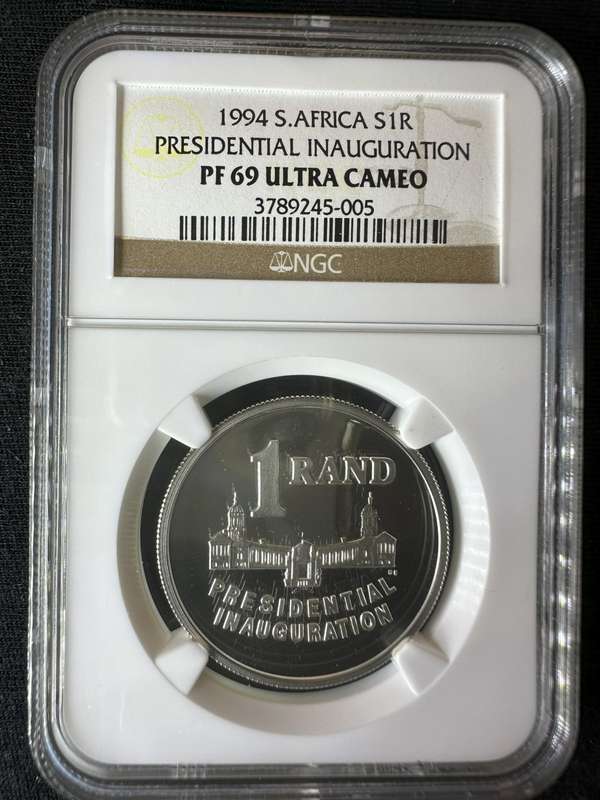 1994 S.AFRICA S1R
PRESIDENTIAL INAUGURATION
PF 69 ULTRA CAMEO
3789245-005
NGC
1 RAND
PRESIDENTIAL
INAUGURATION